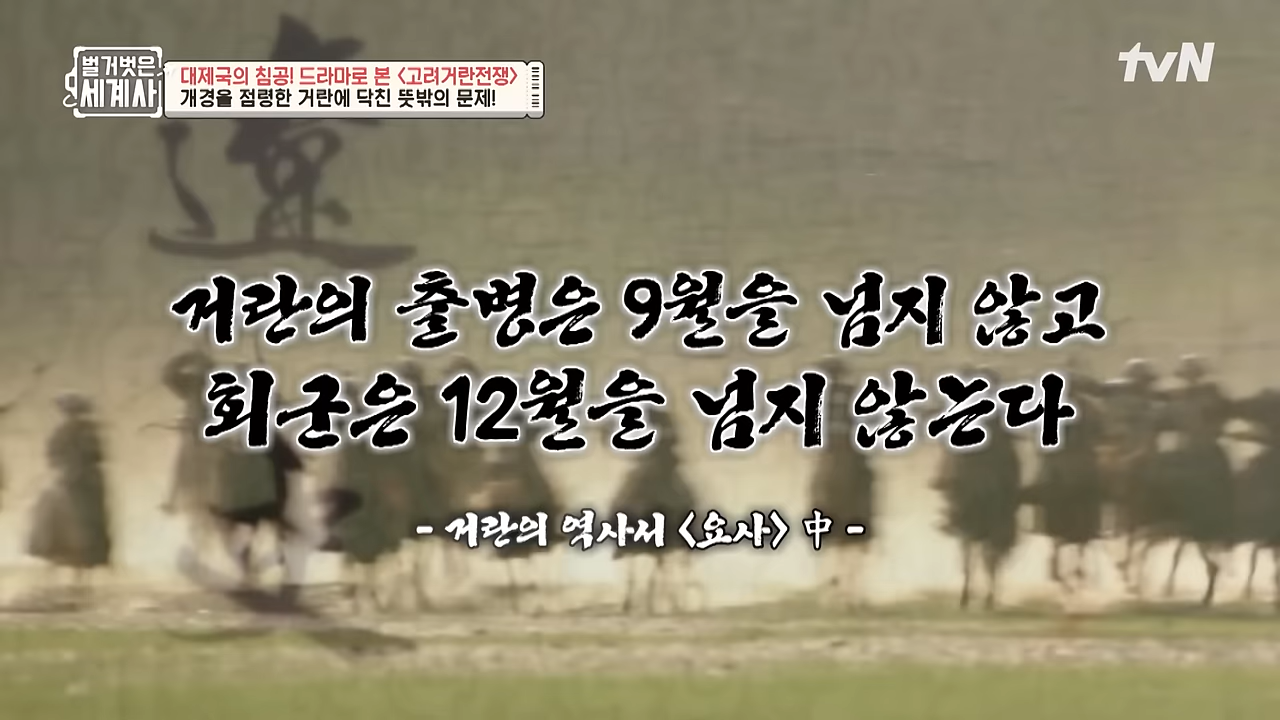 벌거벗은
세계사
대제국의 침공! 드라마로 본 <고려거란전쟁>
개경을 점령한 거란에 닥친 뜻밖의 문제!
tvN
遼
거란의 출병은 9월을 넘지 않고
회군은 12월을 넘지 않는다
- 거란의 역사서 <요사> 中 -